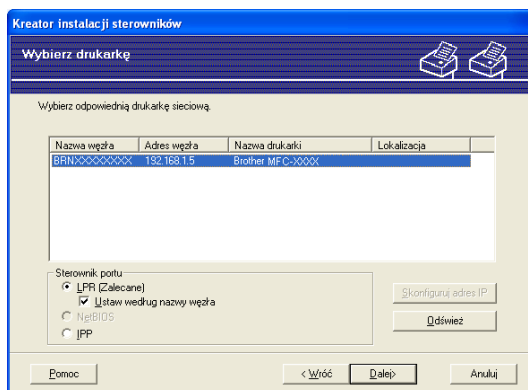 Kreator instalacji sterowników
Wybierz drukarkę
Wybierz odpowiednią drukarkę sieciową.
Nazwa węzła Adres węzła Nazwa drukarki Lokalizacja
BRNXXXXXXXX 192.168.1.5 Brother MFC-XXXX
Sterownik portu
LPR (Zalecane)
Ustaw według nazwy węzła
NetBIOS
IPP
Skonfiguruj adres IP
Odśwież
Pomoc < Wróć Dalej> Anuluj